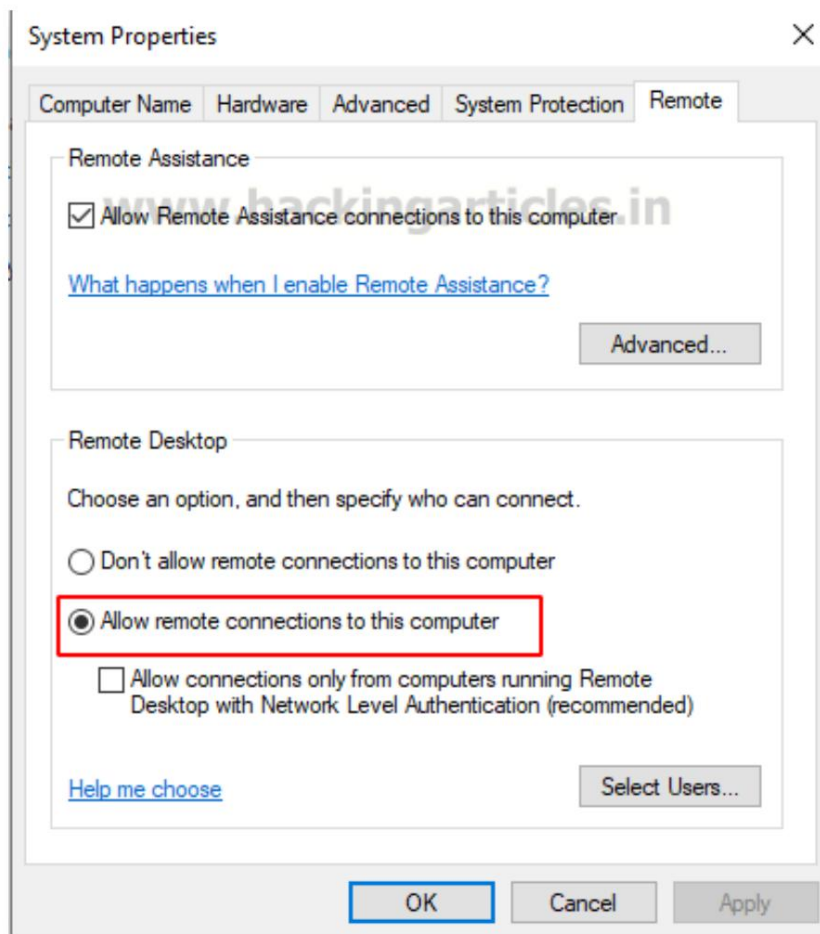 System Properties
Computer Name Hardware Advanced System Protection Remote
Remote Assistance
www.hackingarticles.in
Allow Remote Assistance connections to this computer
What happens when I enable Remote Assistance?
Advanced...
Remote Desktop
Choose an option, and then specify who can connect.
Don't allow remote connections to this computer
Allow remote connections to this computer
Allow connections only from computers running Remote
Desktop with Network Level Authentication (recommended)
Help me choose
Select Users...
OK Cancel Apply